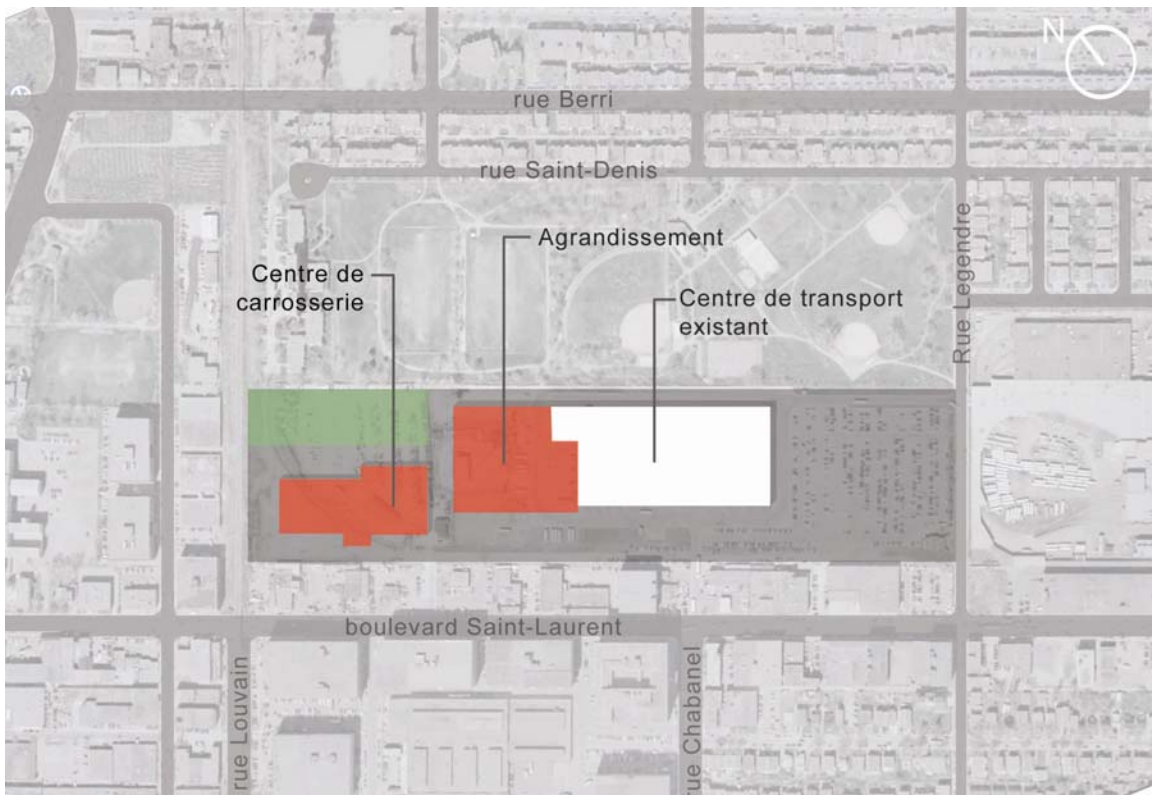 N
rue Berri
rue Saint-Denis
Agrandissement
Centre de
carrosserie
Centre de transport
existant
Rue Legendre
boulevard Saint-Laurent
rue Louvain
rue Chabanel